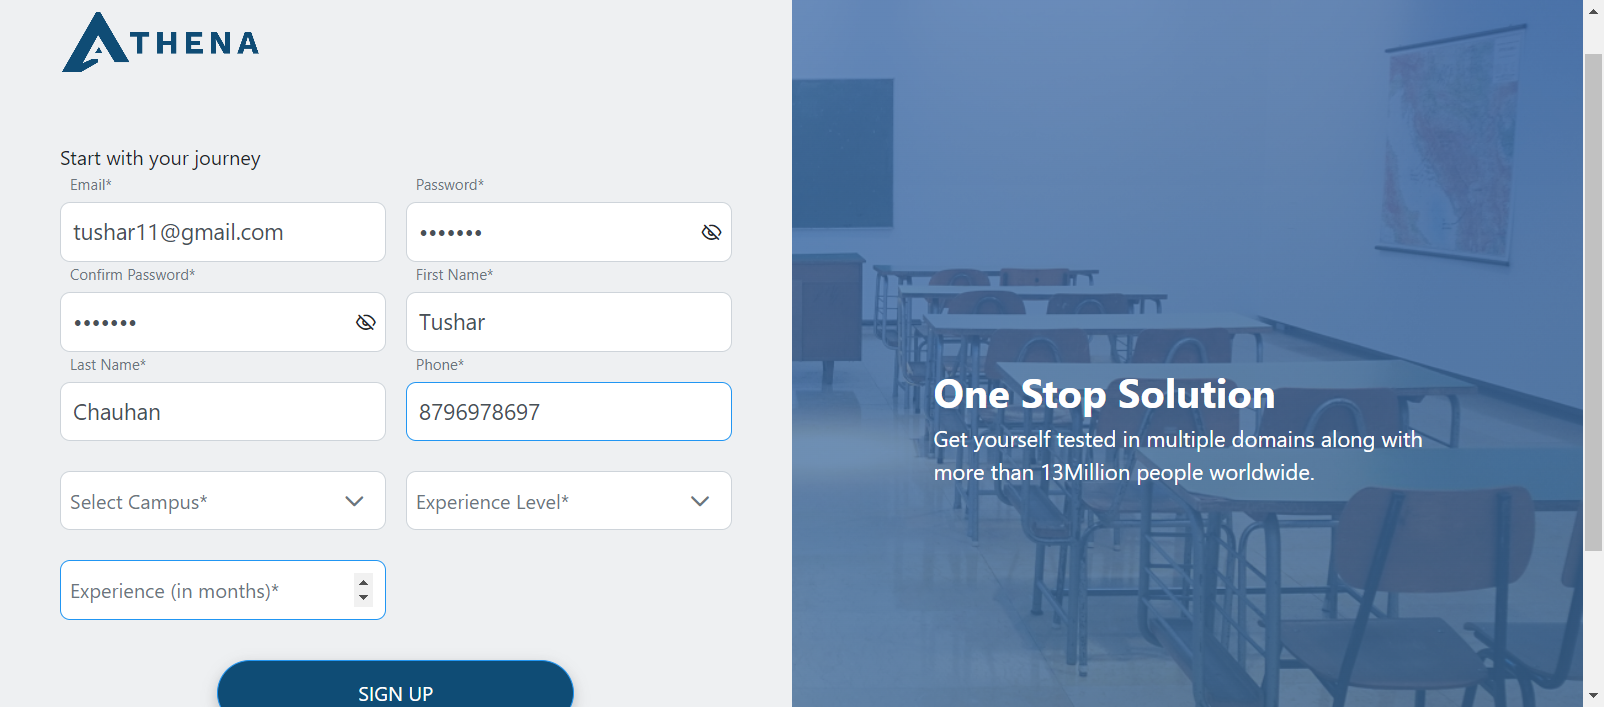 ATHENA
Start with your journey
Email*
Password*
tushar11@gmail.com
•••••••
Confirm Password*
First Name*
•••••••
Tushar
Last Name*
Phone*
Chauhan
8796978697
Select Campus*
Experience Level*
Experience (in months)*
SIGN UP
One Stop Solution
Get yourself tested in multiple domains along with
more than 13Million people worldwide.